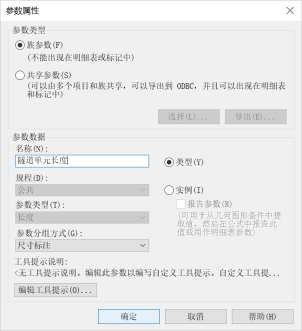 参数属性
参数类型
族参数(F)
(不能出现在明细表或标记中)
共享参数(S)
(可以由多个项目和族共享，可以导出到 ODBC，并且可以出现在明细表
和标记中)
选择(L)...
导出(E)...
参数数据
名称(N):
隧道单元长度
类型(Y)
规程(D):
公共
实例(I)
参数类型(T):
报告参数(R)
长度
(可用于从几何图形条件中提
取值，然后在公式中报告此
值或用作明细表参数)
参数分组方式(G):
尺寸标注
工具提示说明:
<无工具提示说明。编辑此参数以编写自定义工具提示。自定义工具提...
编辑工具提示(O)...
确定
取消
帮助(H)